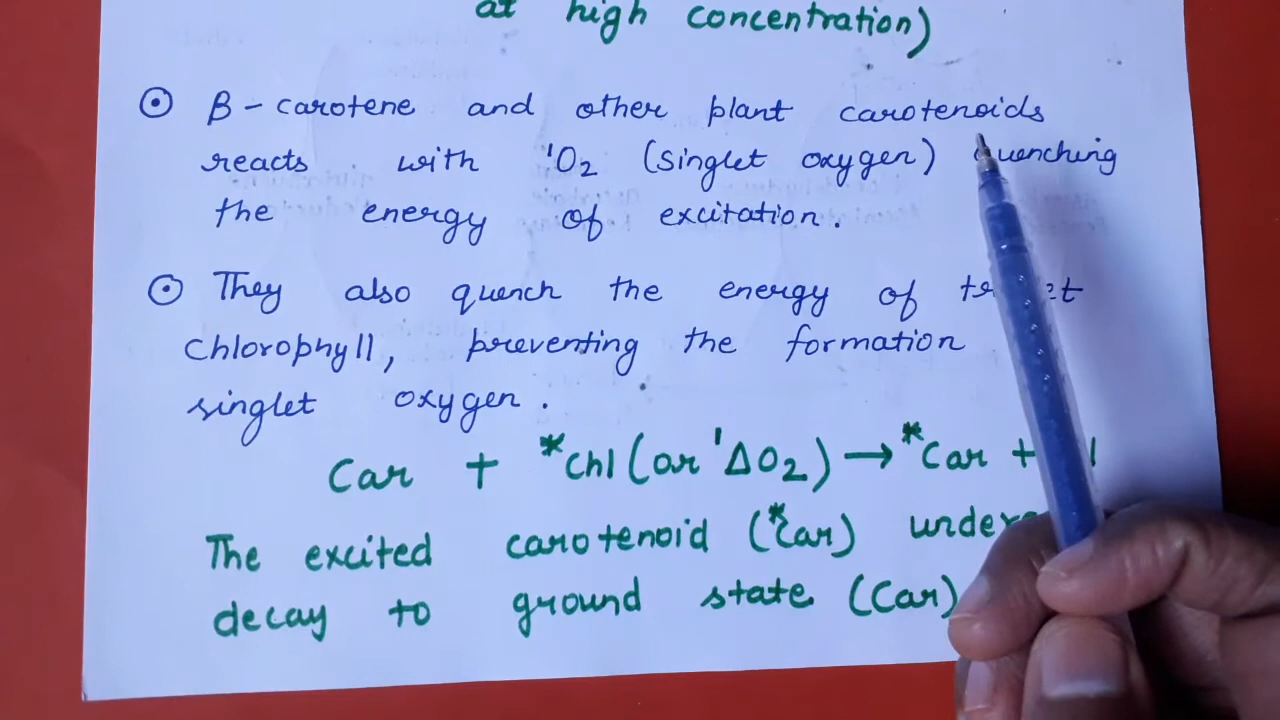 at high concentration)
⊙ β-carotene and other plant carotenoids
reacts with ¹O₂ (singlet oxygen) quenching
the energy of excitation.
⊙ They also quench the energy of
chlorophyll, preventing the formation
singlet oxygen.
Car + *Chl (or ¹ΔO₂) → *Car +
The excited carotenoid (*Car)
decay to ground state (Car)